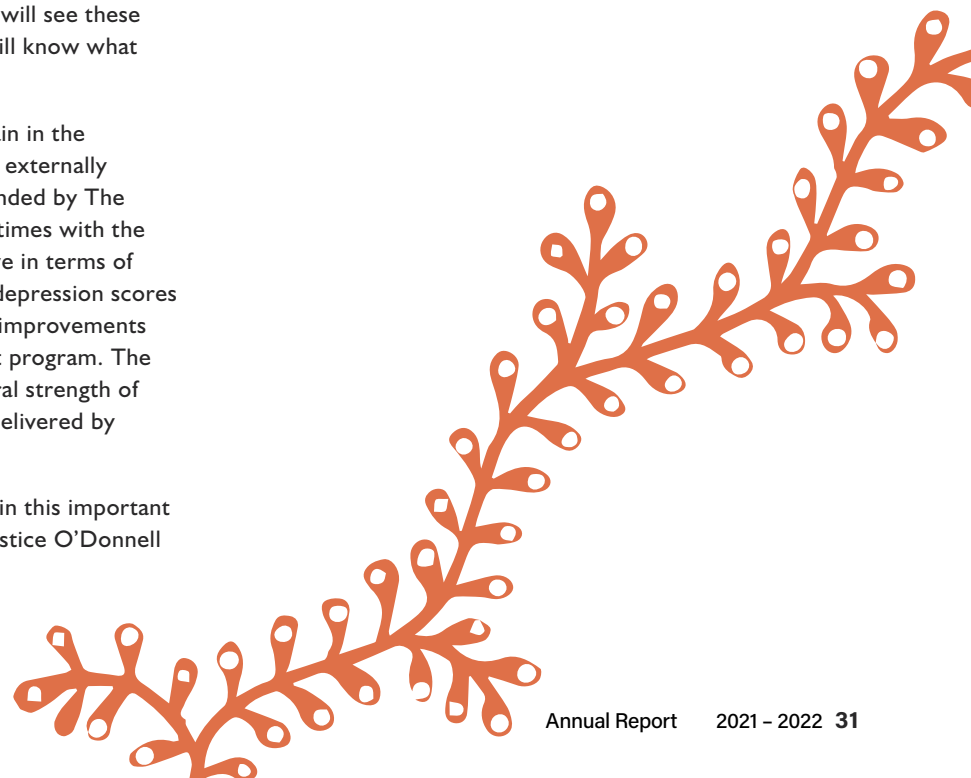 will see these
ill know what
in in the
externally
nded by The
times with the
e in terms of
depression scores
improvements
t program. The
ral strength of
elivered by
in this important
stice O’Donnell
Annual Report 2021 – 2022 31